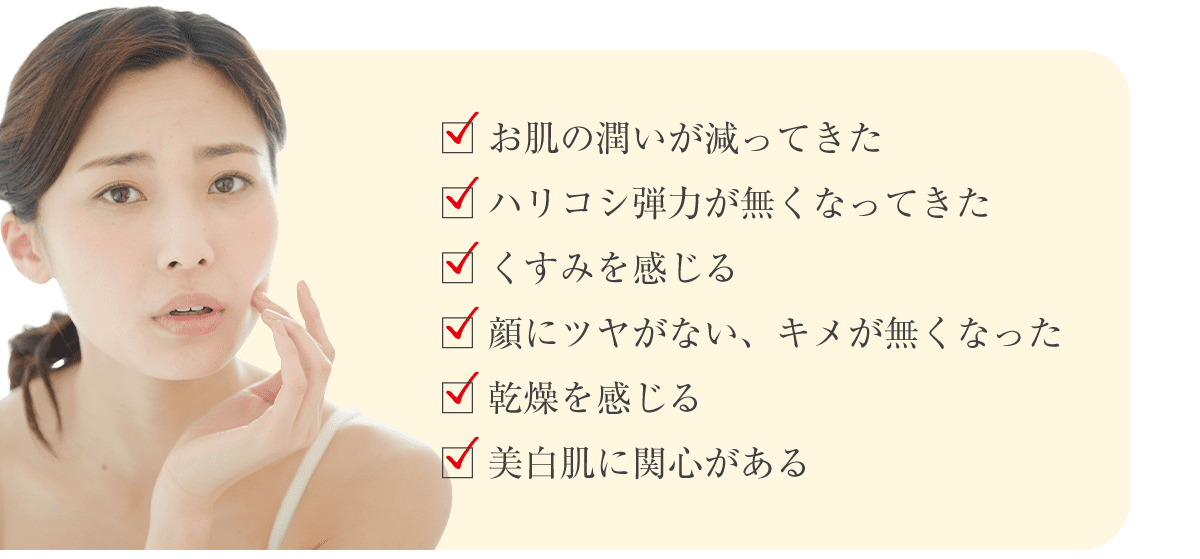 お肌の潤いが減ってきた
ハリコシ弾力が無くなってきた
くすみを感じる
顔にツヤがない、キメが無くなった
乾燥を感じる
美白肌に関心がある